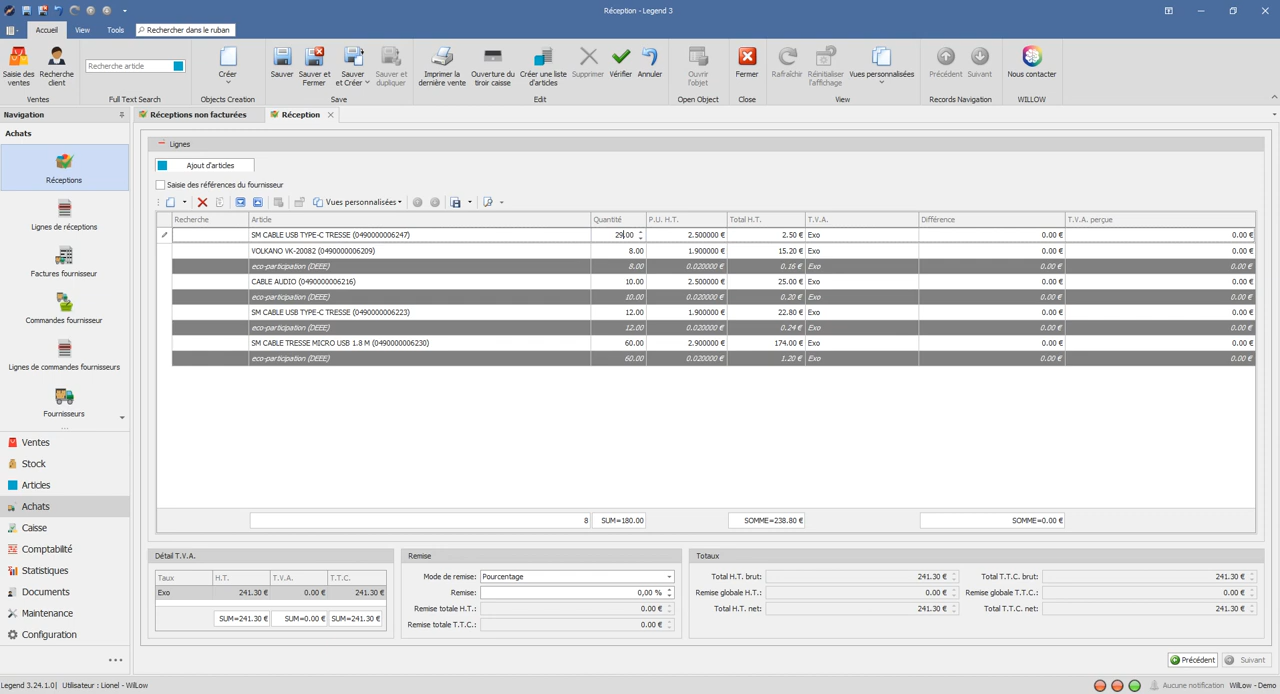 Réception - Legend 3
Accueil View Tools Rechercher dans le ruban
Saisie des ventes
Recherche client
Ventes
Recherche article
Full Text Search
Créer
Objects Creation
Sauver
Sauver et Fermer
Sauver et Créer
Sauver et dupliquer
Save
Imprimer la dernière vente
Ouverture du tiroir caisse
Créer une liste d'articles
Supprimer
Vérifier
Annuler
Edit
Ouvrir l'objet
Open Object
Fermer
Close
Rafraîchir
Réinitialiser l'affichage
Vues personnalisées
View
Précédent
Suivant
Records Navigation
Nous contacter
WILLOW
Navigation
Achats
Réceptions
Lignes de réceptions
Factures fournisseur
Commandes fournisseur
Lignes de commandes fournisseurs
Fournisseurs
Ventes
Stock
Articles
Achats
Caisse
Comptabilité
Statistiques
Documents
Maintenance
Configuration
Réceptions non facturées
Réception
Lignes
Ajout d'articles
Saisie des références du fournisseur
Vues personnalisées
Recherche Article Quantité P.U. H.T. Total H.T. T.V.A. Différence T.V.A. perçue
SM CABLE USB TYPE-C TRESSE (0490000006247) 29.00 2.500000 € 2.50 € Exo 0.00 € 0.00 €
VOLKANO VK-20082 (0490000006209) 8.00 1.900000 € 15.20 € Exo 0.00 € 0.00 €
eco-participation (DEEE) 8.00 0.020000 € 0.16 € Exo 0.00 € 0.00 €
CABLE AUDIO (0490000006216) 10.00 2.500000 € 25.00 € Exo 0.00 € 0.00 €
eco-participation (DEEE) 10.00 0.020000 € 0.20 € Exo 0.00 € 0.00 €
SM CABLE USB TYPE-C TRESSE (0490000006223) 12.00 1.900000 € 22.80 € Exo 0.00 € 0.00 €
eco-participation (DEEE) 12.00 0.020000 € 0.24 € Exo 0.00 € 0.00 €
SM CABLE TRESSE MICRO USB 1.8 M (0490000006230) 60.00 2.900000 € 174.00 € Exo 0.00 € 0.00 €
eco-participation (DEEE) 60.00 0.020000 € 1.20 € Exo 0.00 € 0.00 €
8 SUM=180.00 SOMME=238.80 € SOMME=0.00 €
Détail T.V.A.
Taux H.T. T.V.A. T.T.C.
Exo 241.30 € 0.00 € 241.30 €
SUM=241.30 € SUM=0.00 € SUM=241.30 €
Remise
Mode de remise: Pourcentage
Remise: 0,00 %
Remise totale H.T.: 0.00 €
Remise totale T.T.C.: 0.00 €
Totaux
Total H.T. brut: 241.30 € Total T.T.C. brut: 241.30 €
Remise globale H.T.: 0.00 € Remise globale T.T.C.: 0.00 €
Total H.T. net: 241.30 € Total T.T.C. net: 241.30 €
Précédent Suivant
Legend 3.24.1.0 | Utilisateur : Lionel - WilLow
Aucune notification WilLow - Demo